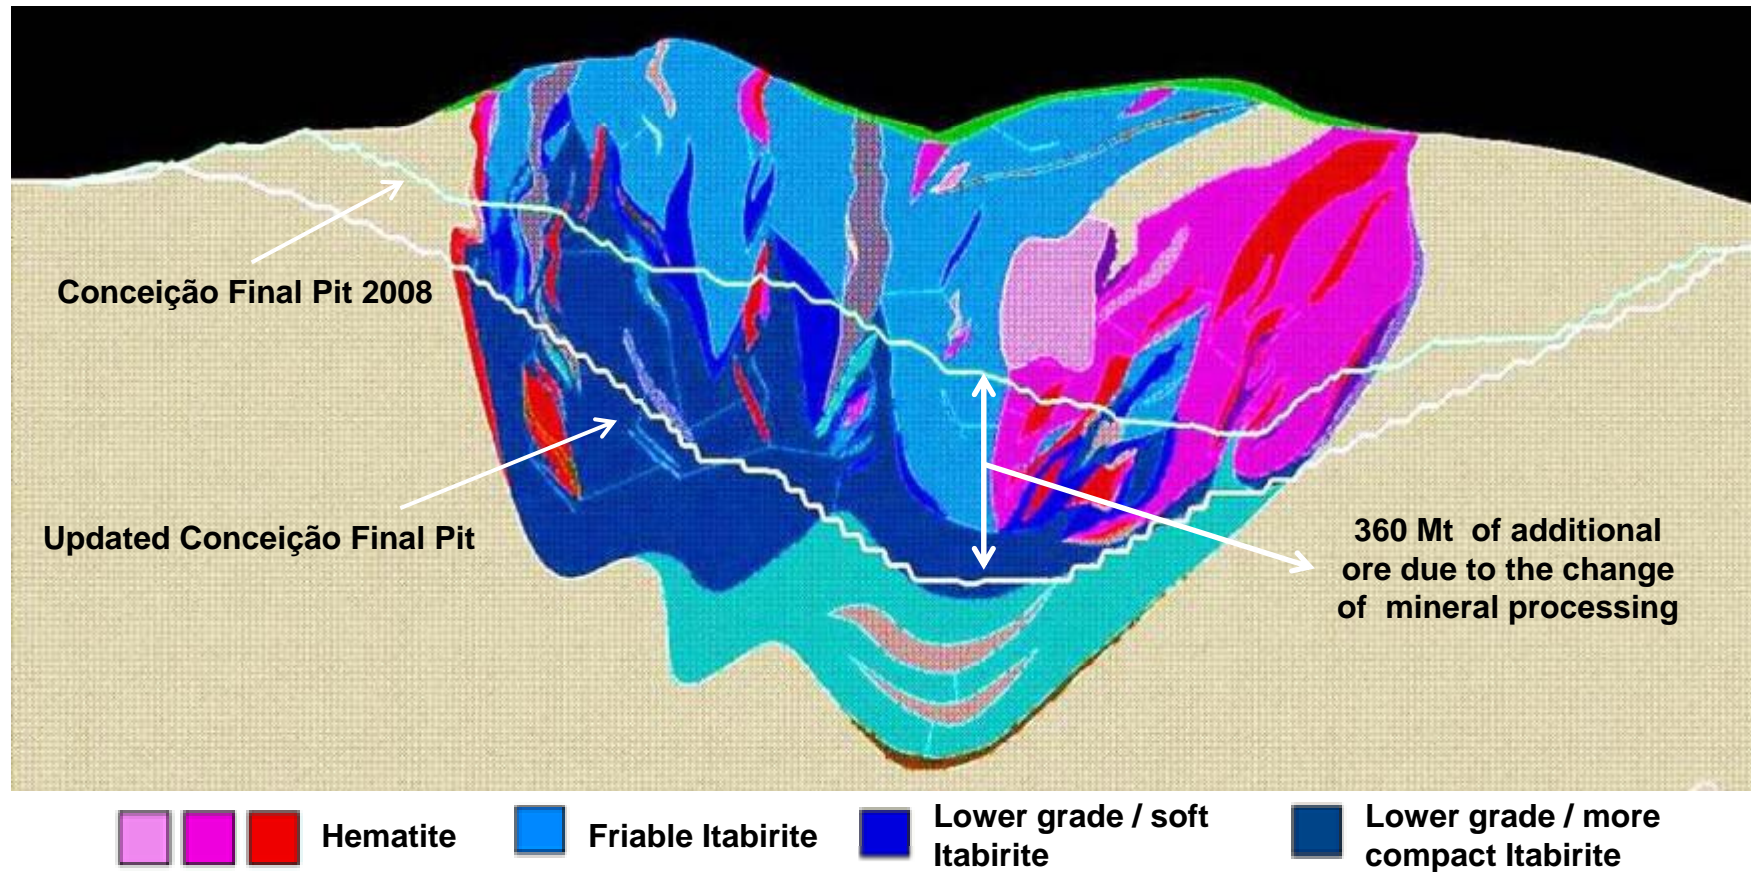 Conceição Final Pit 2008
Updated Conceição Final Pit
360 Mt of additional
ore due to the change
of mineral processing
Hematite
Friable Itabirite
Lower grade / soft
Itabirite
Lower grade / more
compact Itabirite